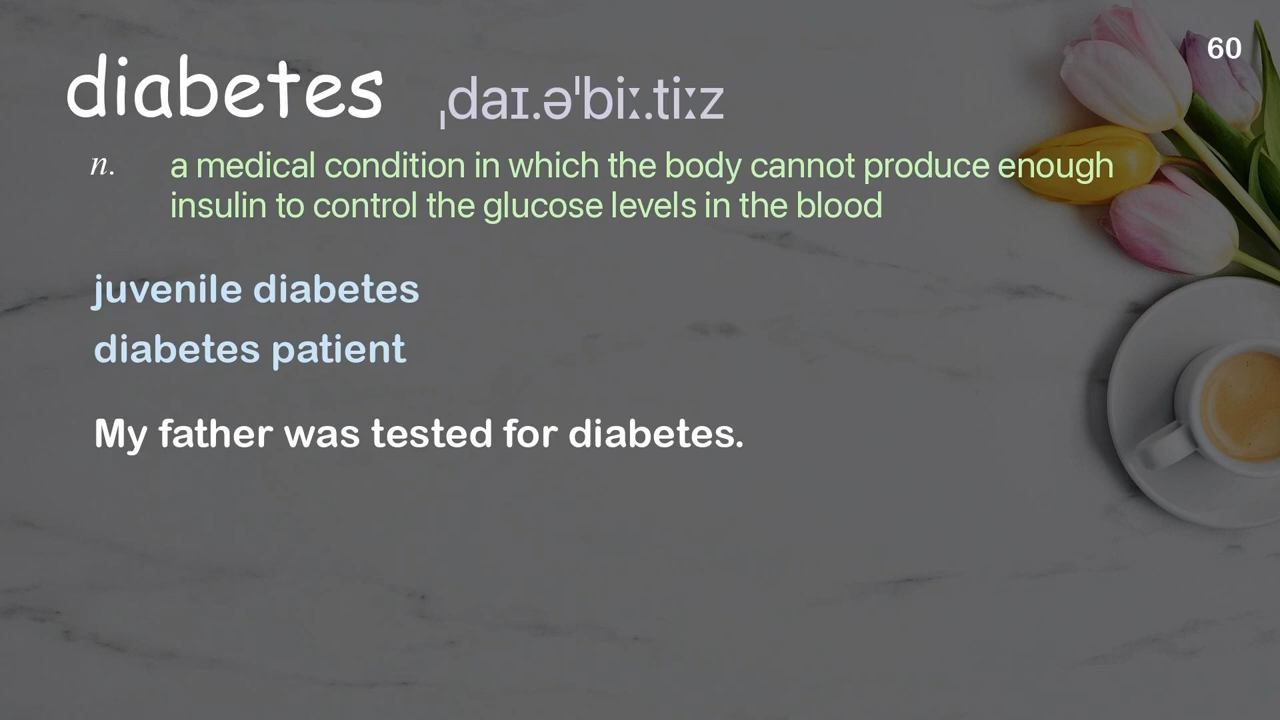 60
diabetes ˌdaɪ.əˈbiː.tiːz
n. a medical condition in which the body cannot produce enough
insulin to control the glucose levels in the blood
juvenile diabetes
diabetes patient
My father was tested for diabetes.